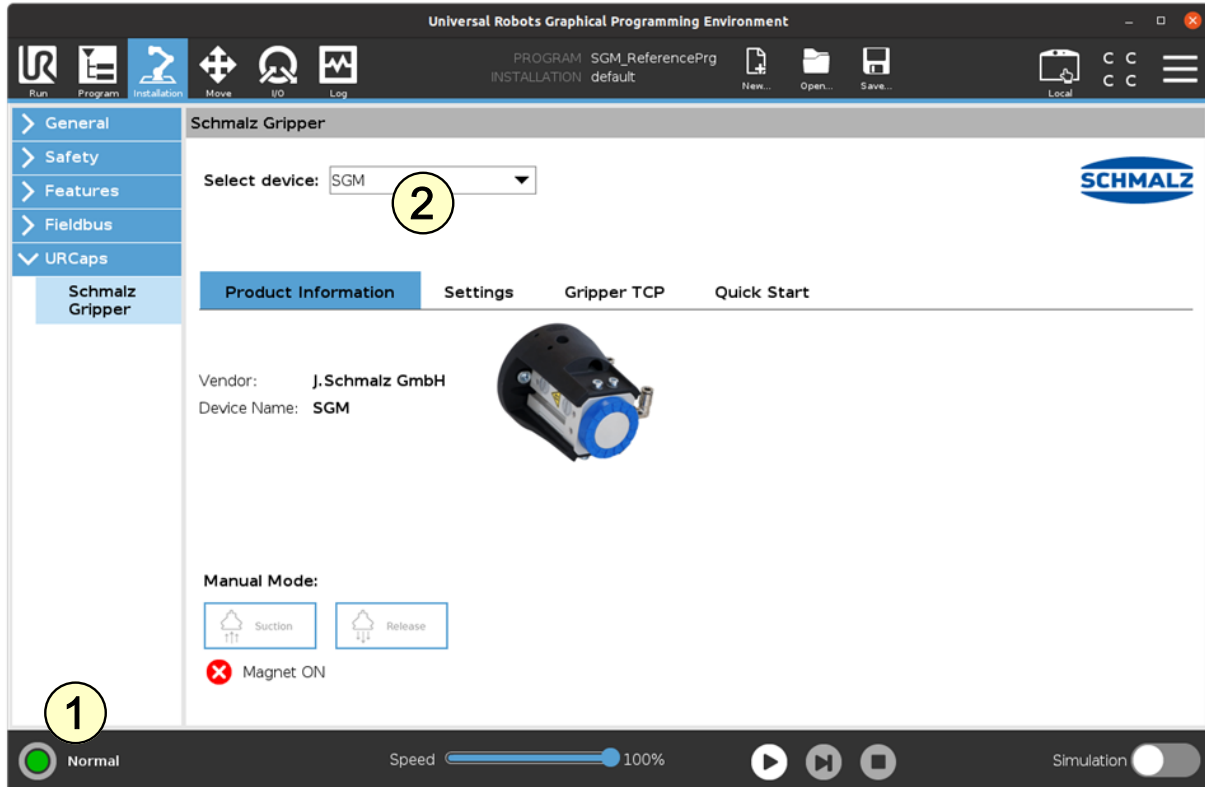 Universal Robots Graphical Programming Environment
UR
Run
Program
Installation
Move
I/O
Log
PROGRAM SGM_ReferencePrg
INSTALLATION default
New...
Open...
Save...
Local
C C
C C
General
Safety
Features
Fieldbus
URCaps
Schmalz
Gripper
Schmalz Gripper
Select device: SGM
2
SCHMALZ
Product Information Settings Gripper TCP Quick Start
Vendor: J.Schmalz GmbH
Device Name: SGM
Manual Mode:
Suction Release
Magnet ON
1
Normal
Speed 100%
Simulation